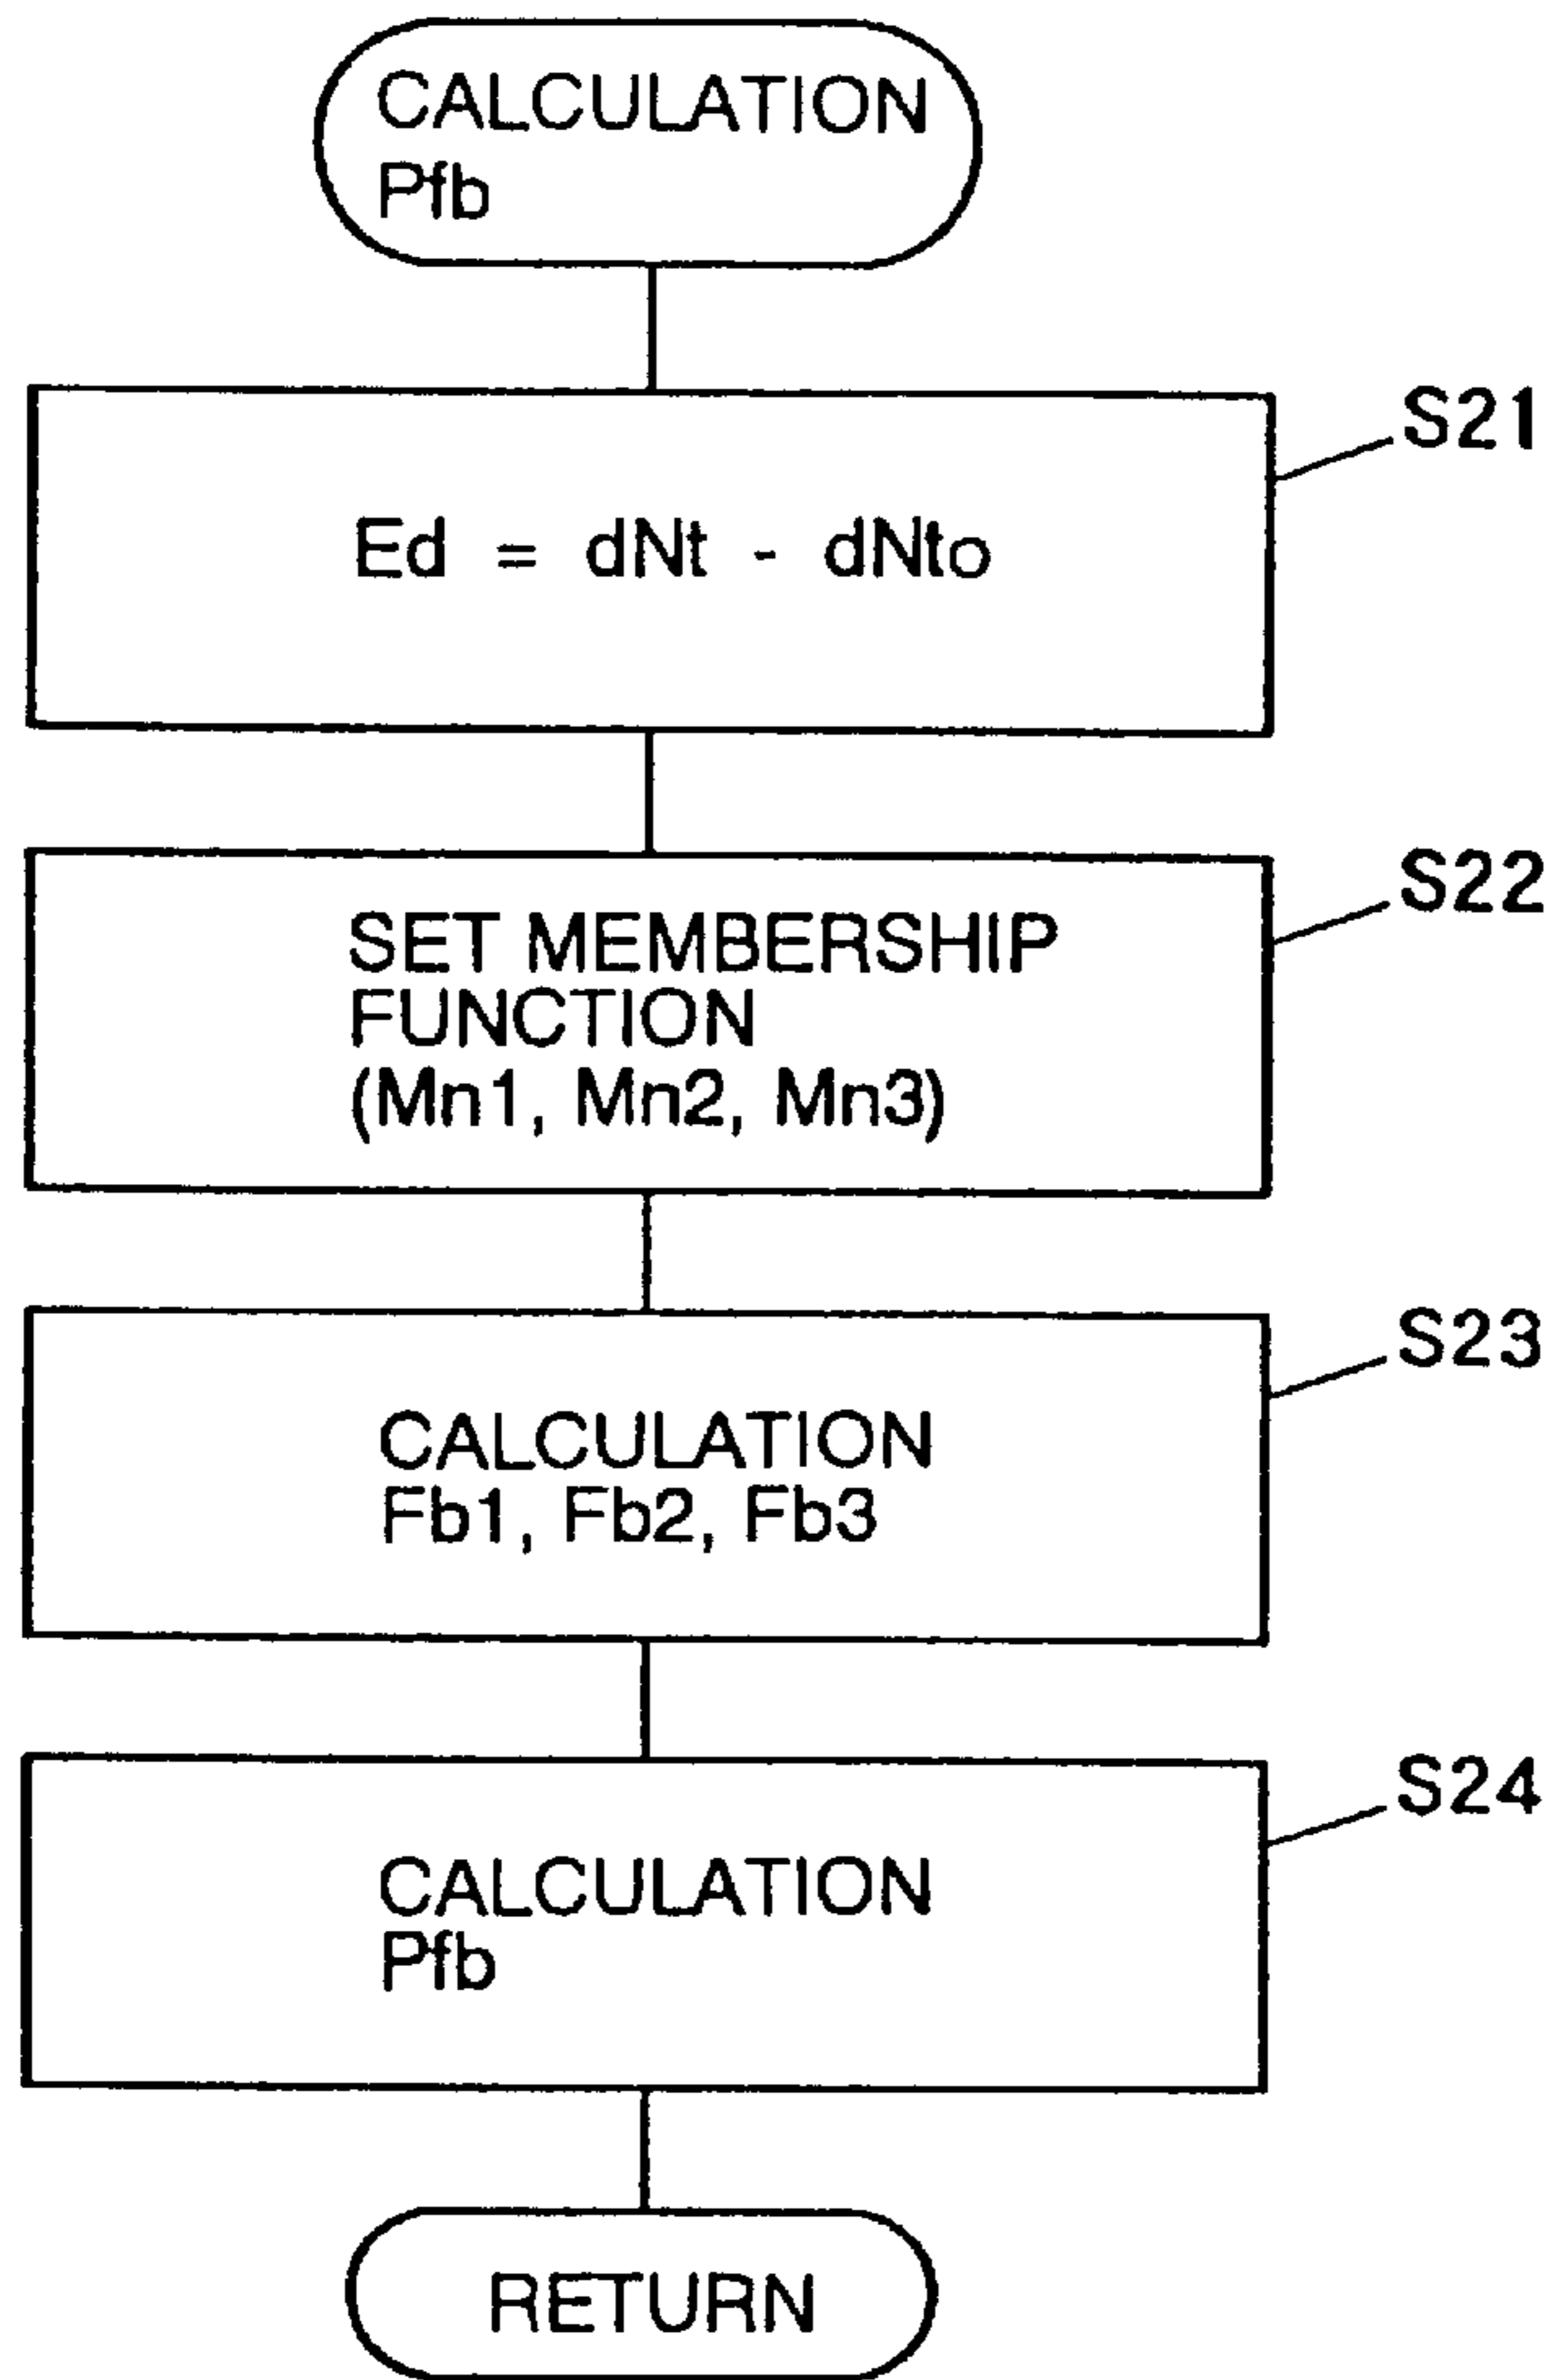 CALCULATION
Pfb
S21
Ed = dNt - dNto
S22
SET MEMBERSHIP
FUNCTION
(Mn1, Mn2, Mn3)
S23
CALCULATION
Fb1, Fb2, Fb3
S24
CALCULATION
Pfb
RETURN